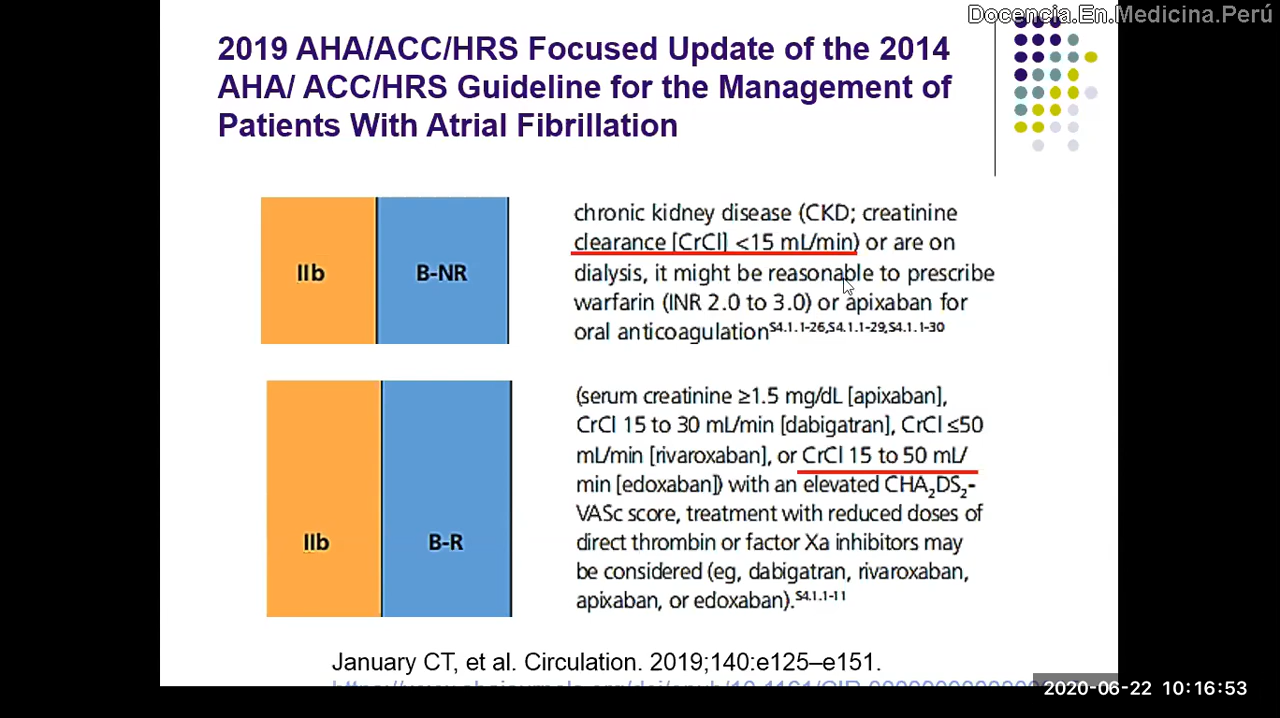 Docencia.En.Medicina.Perú
2019 AHA/ACC/HRS Focused Update of the 2014
AHA/ ACC/HRS Guideline for the Management of
Patients With Atrial Fibrillation
IIb
B-NR
chronic kidney disease (CKD; creatinine
clearance [CrCl] <15 mL/min) or are on
dialysis, it might be reasonable to prescribe
warfarin (INR 2.0 to 3.0) or apixaban for
oral anticoagulationS4.1.1-26,S4.1.1-29,S4.1.1-30
IIb
B-R
(serum creatinine ≥1.5 mg/dL [apixaban],
CrCl 15 to 30 mL/min [dabigatran], CrCl ≤50
mL/min [rivaroxaban], or CrCl 15 to 50 mL/
min [edoxaban]) with an elevated CHA2DS2-
VASc score, treatment with reduced doses of
direct thrombin or factor Xa inhibitors may
be considered (eg, dabigatran, rivaroxaban,
apixaban, or edoxaban).S4.1.1-11
January CT, et al. Circulation. 2019;140:e125–e151.
2020-06-22 10:16:53